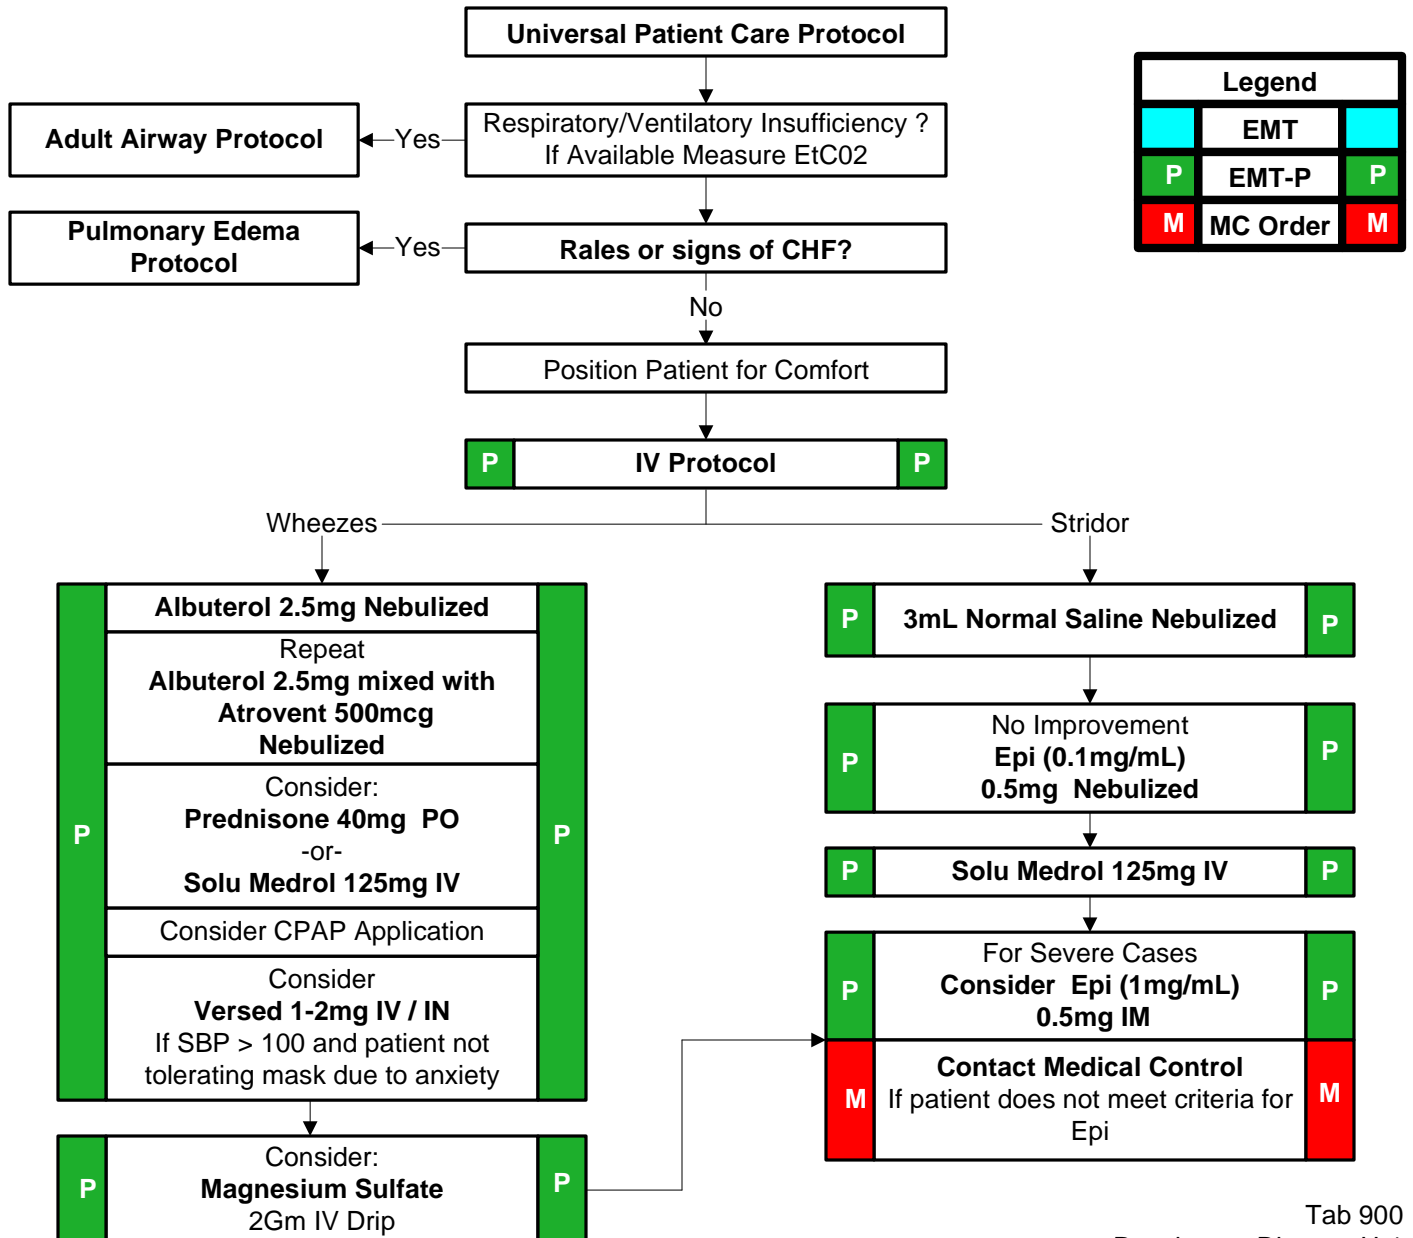 Universal Patient Care Protocol
Legend
EMT
P EMT-P P
M MC Order M
Respiratory/Ventilatory Insufficiency ?
If Available Measure EtC02
Yes
Adult Airway Protocol
Rales or signs of CHF?
Yes
Pulmonary Edema
Protocol
No
Position Patient for Comfort
P IV Protocol P
Wheezes
Stridor
P
P
Albuterol 2.5mg Nebulized
Repeat
Albuterol 2.5mg mixed with
Atrovent 500mcg
Nebulized
Consider:
Prednisone 40mg PO
-or-
Solu Medrol 125mg IV
Consider CPAP Application
Consider
Versed 1-2mg IV / IN
If SBP > 100 and patient not
tolerating mask due to anxiety
P
P
Consider:
Magnesium Sulfate
2Gm IV Drip
P 3mL Normal Saline Nebulized P
P
P
No Improvement
Epi (0.1mg/mL)
0.5mg Nebulized
P Solu Medrol 125mg IV P
P
P
For Severe Cases
Consider Epi (1mg/mL)
0.5mg IM
M
M
Contact Medical Control
If patient does not meet criteria for
Epi
Tab 900